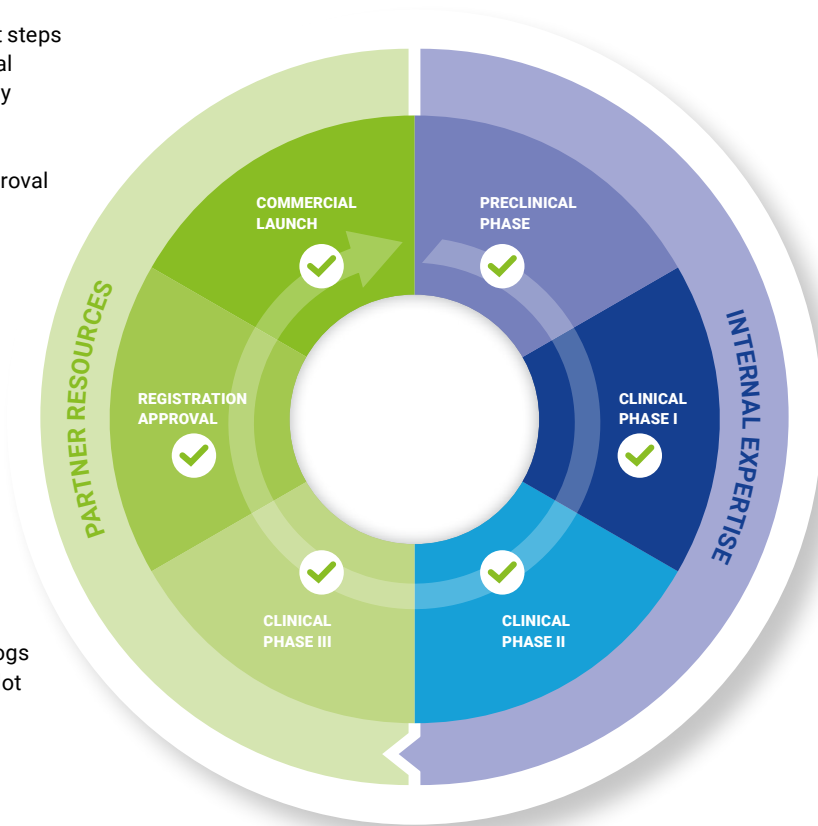 steps
al
y
roval
COMMERCIAL
LAUNCH
PRECLINICAL
PHASE
PARTNER RESOURCES
INTERNAL EXPERTISE
REGISTRATION
APPROVAL
CLINICAL
PHASE I
CLINICAL
PHASE III
CLINICAL
PHASE II
ogs
ot